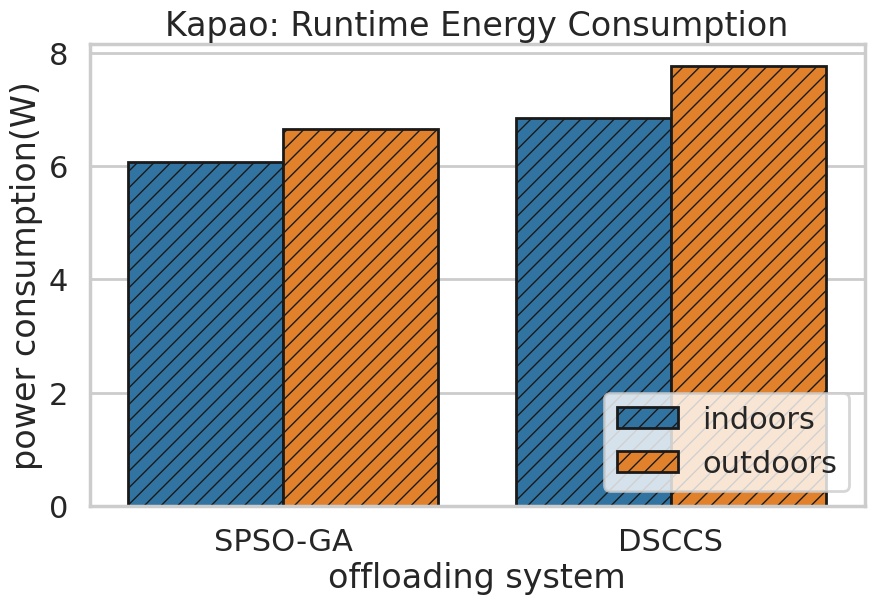 Kapao: Runtime Energy Consumption
power consumption(W)
8
6
4
2
0
indoors
outdoors
SPSO-GA
DSCCS
offloading system